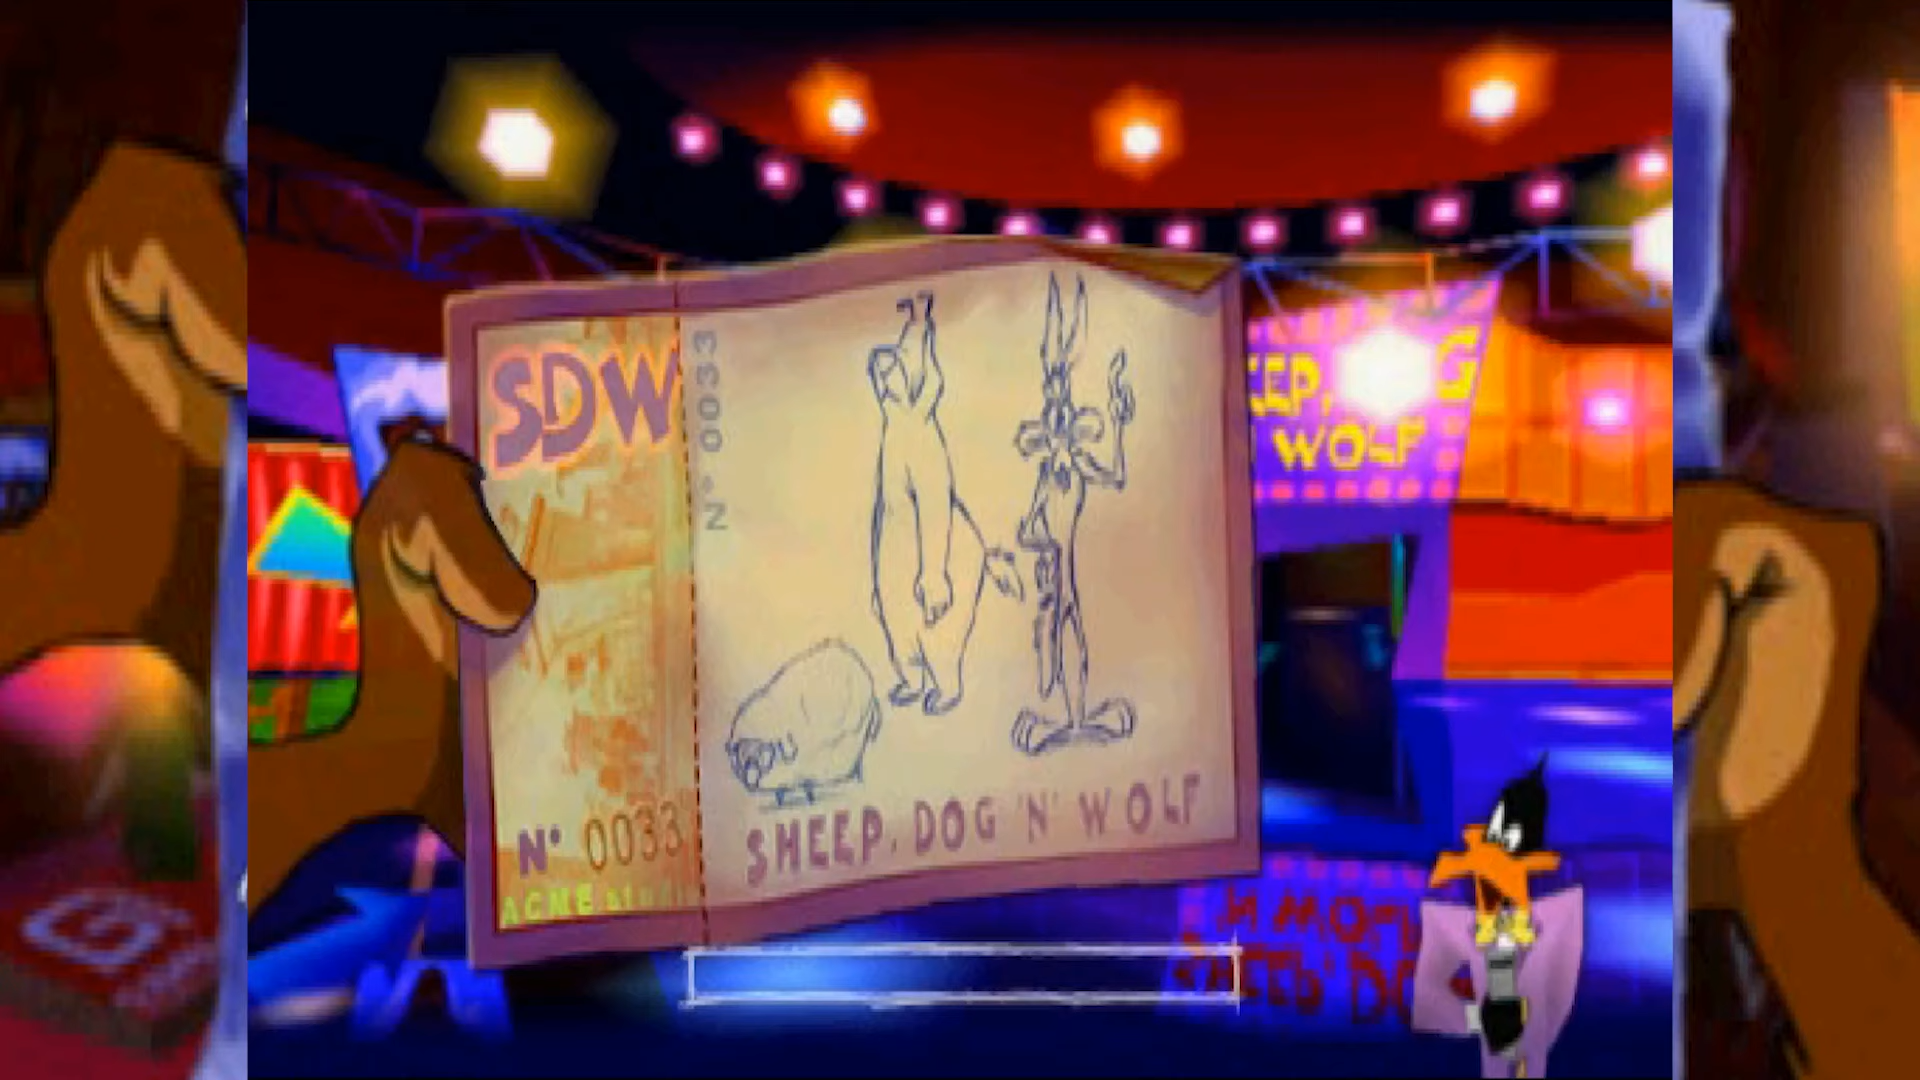 SDW
N° 0033
EEP, G
WOLF
N° 0033
SHEEP, DOG 'N' WOLF
ACME